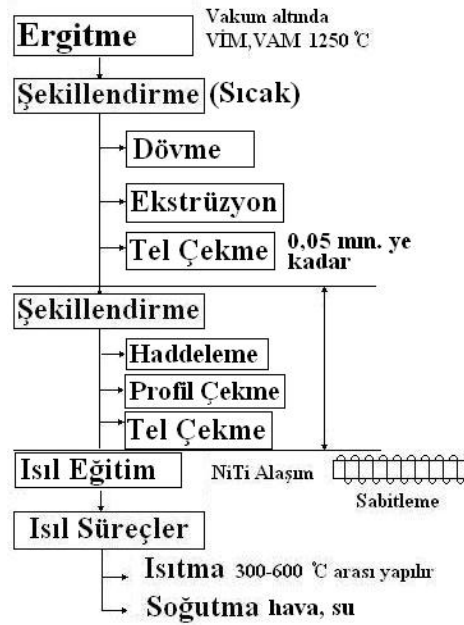 Ergitme
Vakum altında
VİM,VAM 1250 ℃
Şekillendirme (Sıcak)
Dövme
Ekstrüzyon
Tel Çekme
0,05 mm. ye
kadar
Şekillendirme
Haddeleme
Profil Çekme
Tel Çekme
Isıl Eğitim
NiTi Alaşım
Sabitleme
Isıl Süreçler
Isıtma 300-600 ℃ arası yapılır
Soğutma hava, su